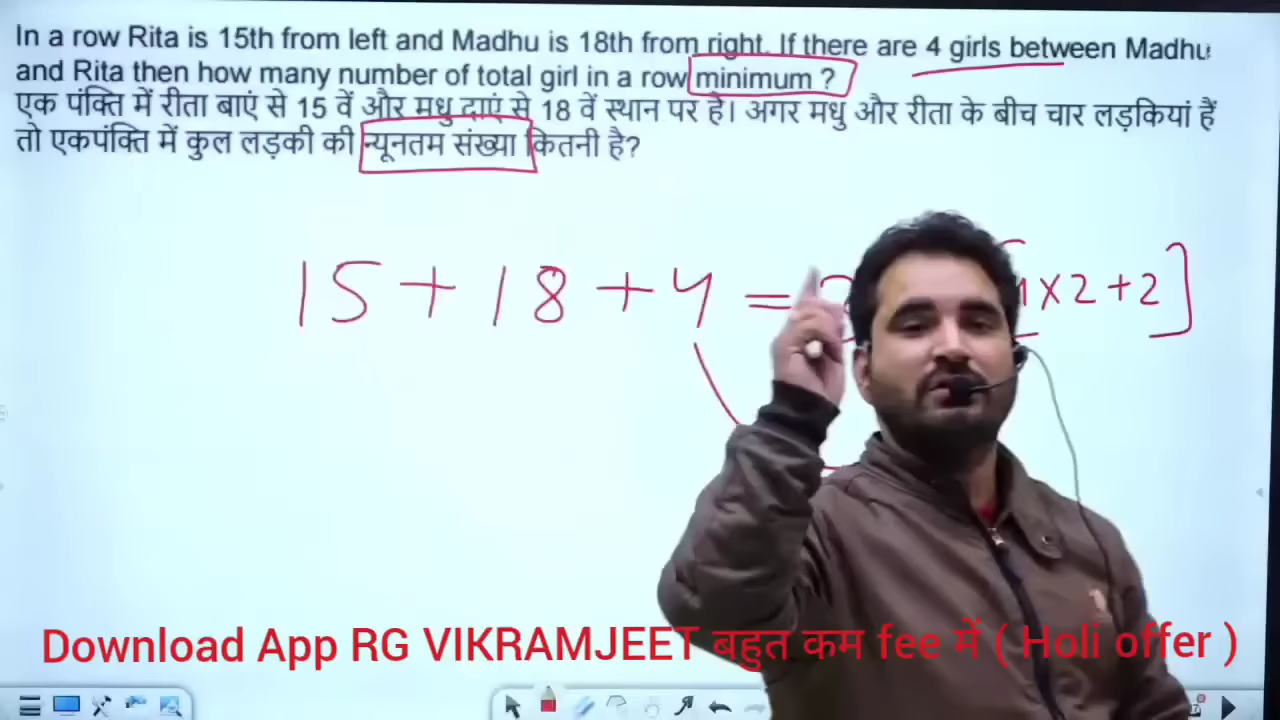 In a row Rita is 15th from left and Madhu is 18th from right. If there are 4 girls between Madhu
and Rita then how many number of total girl in a row minimum ?
एक पंक्ति में रीता बाएं से 15 वें और मधु दाएं से 18 वें स्थान पर है। अगर मधु और रीता के बीच चार लड़कियां हैं
तो एकपंक्ति में कुल लड़की की न्यूनतम संख्या कितनी है?
15 + 18 + 4 = × 2 + 2 ]
Download App RG VIKRAMJEET बहुत कम fee में ( Holi offer )